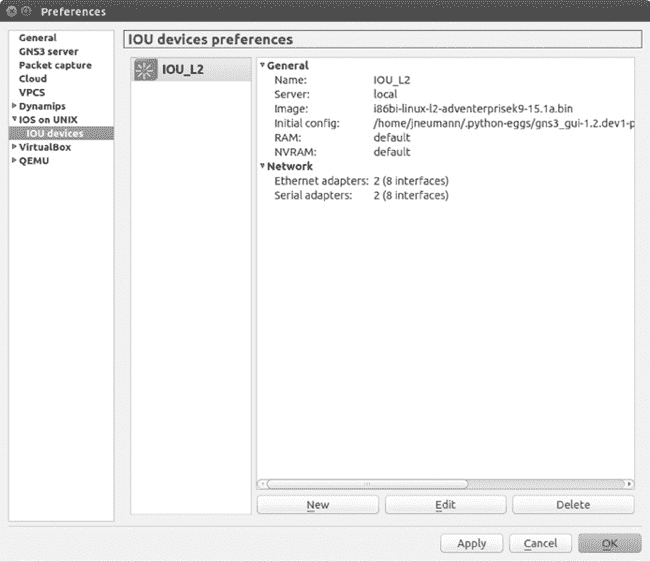 Preferences
General
GNS3 server
Packet capture
Cloud
VPCS
Dynamips
IOS on UNIX
IOU devices
VirtualBox
QEMU
IOU devices preferences
IOU_L2
General
Name: IOU_L2
Server: local
Image: i86bi-linux-l2-adventerprisek9-15.1a.bin
Initial config: /home/jneumann/.python-eggs/gns3_gui-1.2.dev1-p
RAM: default
NVRAM: default
Network
Ethernet adapters: 2 (8 interfaces)
Serial adapters: 2 (8 interfaces)
New Edit Delete
Apply Cancel OK